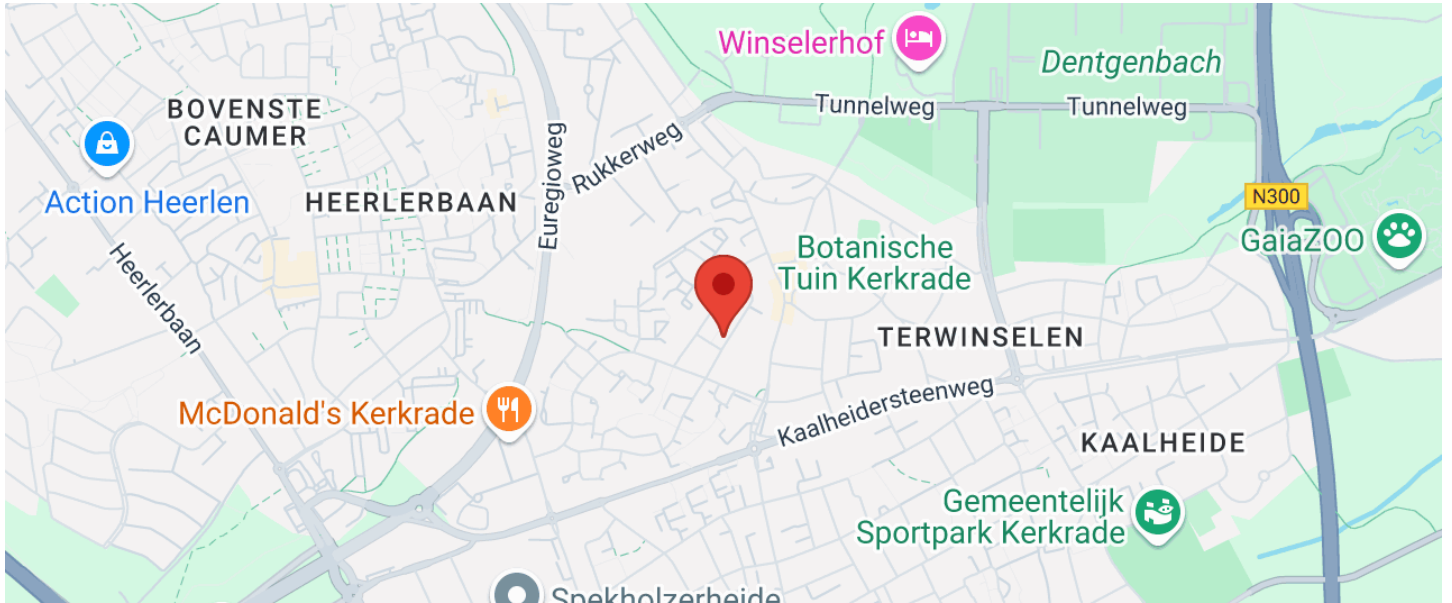 Winselerhof
Dentgenbach
BOVENSTE
CAUMER
Tunnelweg
Tunnelweg
Rukkerweg
Euregioweg
Action Heerlen
HEERLERBAAN
N300
GaiaZOO
Botanische
Tuin Kerkrade
Heerlerbaan
TERWINSELEN
McDonald's Kerkrade
Kaalheidersteenweg
KAALHEIDE
Gemeentelijk
Sportpark Kerkrade
Spekholzerheide